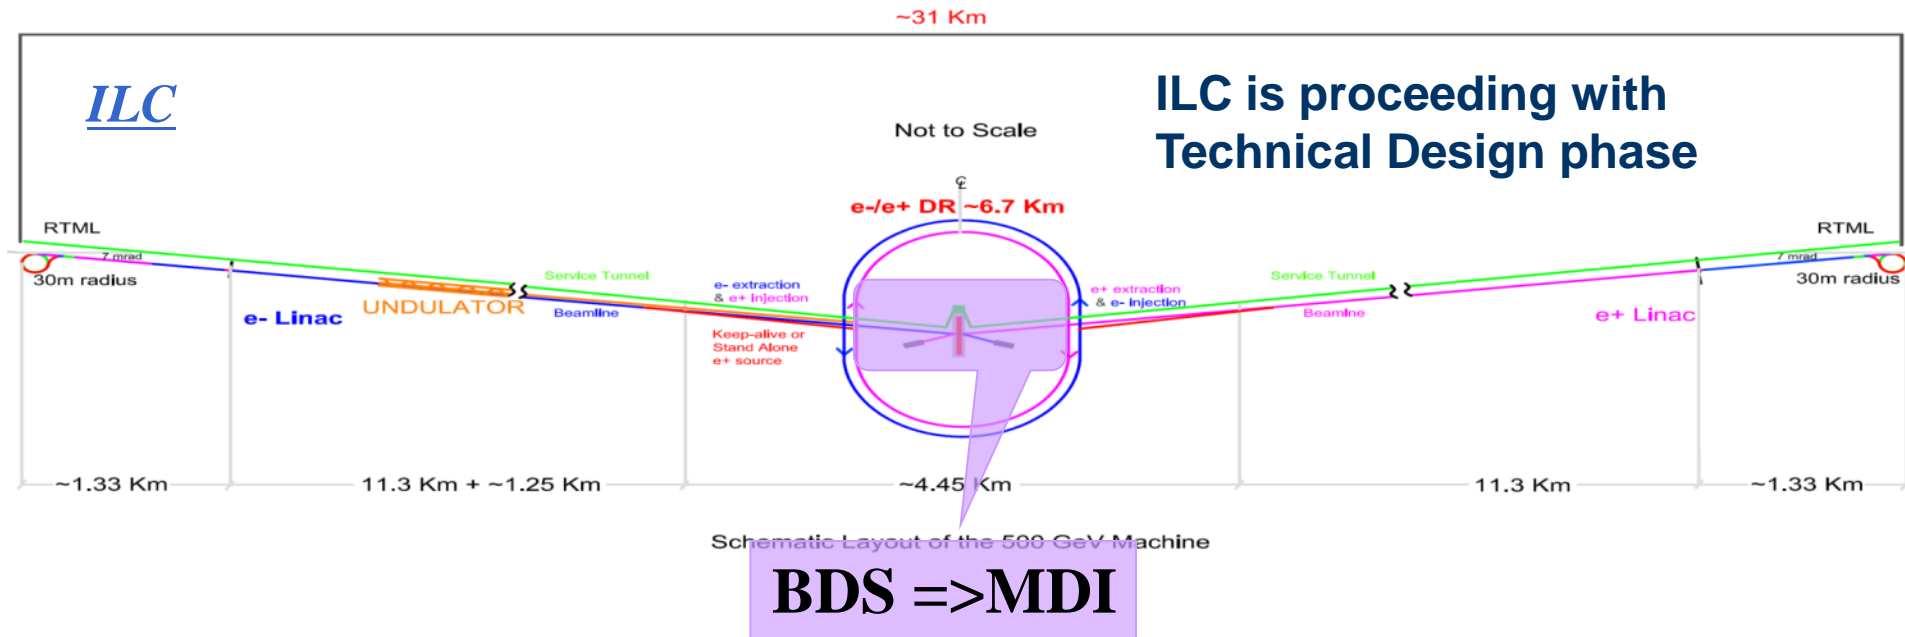 ~31 Km
ILC
ILC is proceeding with
Technical Design phase
Not to Scale
℄
e-/e+ DR ~6.7 Km
RTML
RTML
7 mrad
7 mrad
30m radius
30m radius
Service Tunnel
Service Tunnel
e- extraction
& e+ injection
e+ extraction
& e- injection
UNDULATOR
e- Linac
Beamline
Beamline
e+ Linac
Keep-alive or
Stand Alone
e+ source
~1.33 Km
11.3 Km + ~1.25 Km
~4.45 Km
11.3 Km
~1.33 Km
Schematic Layout of the 500 GeV Machine
BDS =>MDI